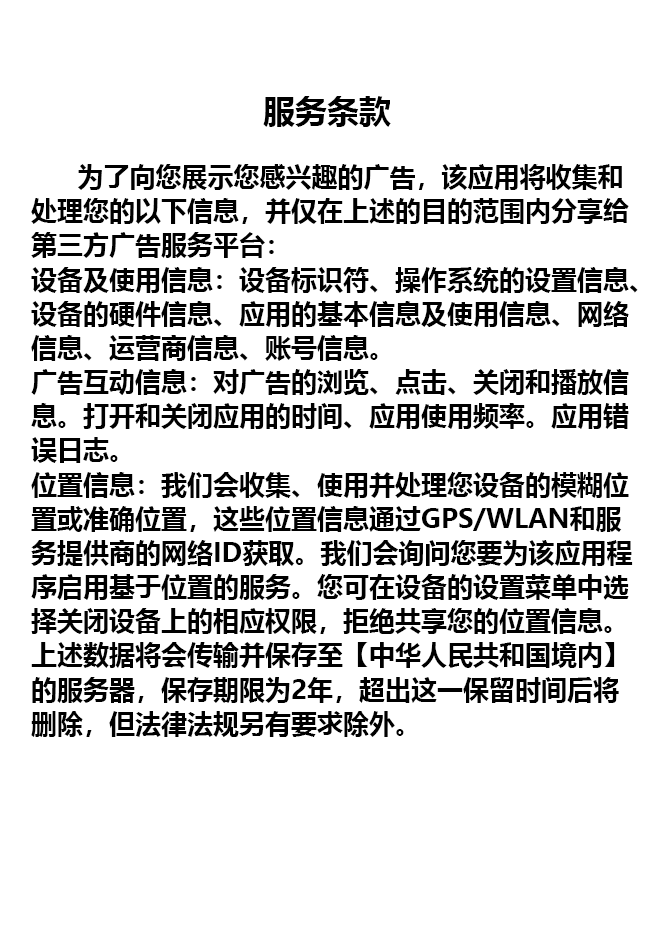 服务条款
为了向您展示您感兴趣的广告，该应用将收集和
处理您的以下信息，并仅在上述的目的范围内分享给
第三方广告服务平台：
设备及使用信息：设备标识符、操作系统的设置信息、
设备的硬件信息、应用的基本信息及使用信息、网络
信息、运营商信息、账号信息。
广告互动信息：对广告的浏览、点击、关闭和播放信
息。打开和关闭应用的时间、应用使用频率。应用错
误日志。
位置信息：我们会收集、使用并处理您设备的模糊位
置或准确位置，这些位置信息通过GPS/WLAN和服
务提供商的网络ID获取。我们会询问您要为该应用程
序启用基于位置的服务。您可在设备的设置菜单中选
择关闭设备上的相应权限，拒绝共享您的位置信息。
上述数据将会传输并保存至【中华人民共和国境内】
的服务器，保存期限为2年，超出这一保留时间后将
删除，但法律法规另有要求除外。